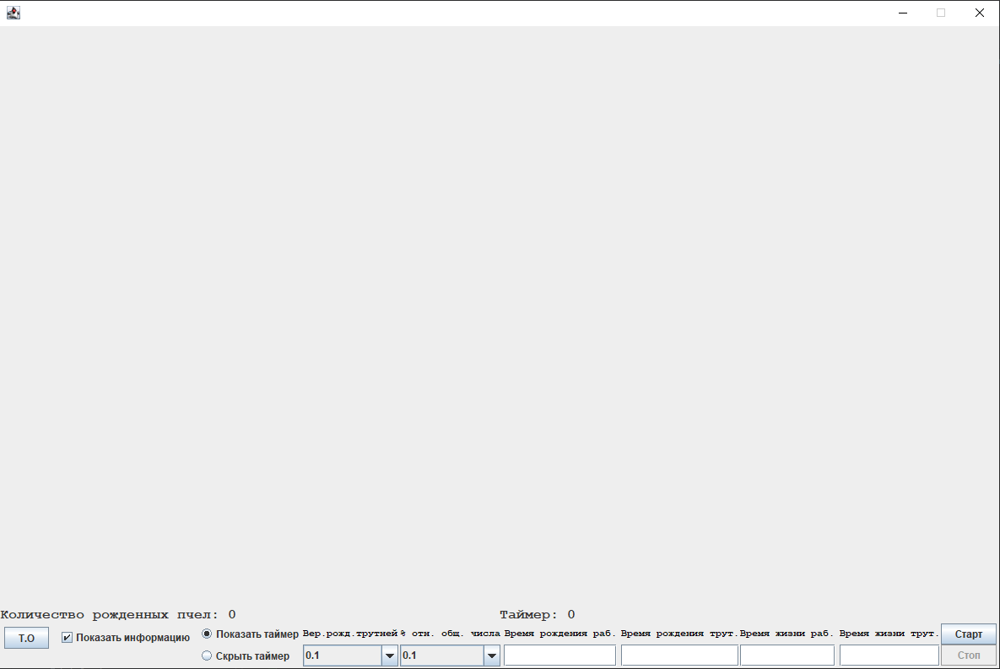 Количество рожденных пчел: 0 Таймер: 0
Т.О Показать информацию Показать таймер Вер.рожд.трутней % отн. общ. числа Время рождения раб. Время рождения трут. Время жизни раб. Время жизни трут. Старт
Скрыть таймер 0.1 0.1 Стоп